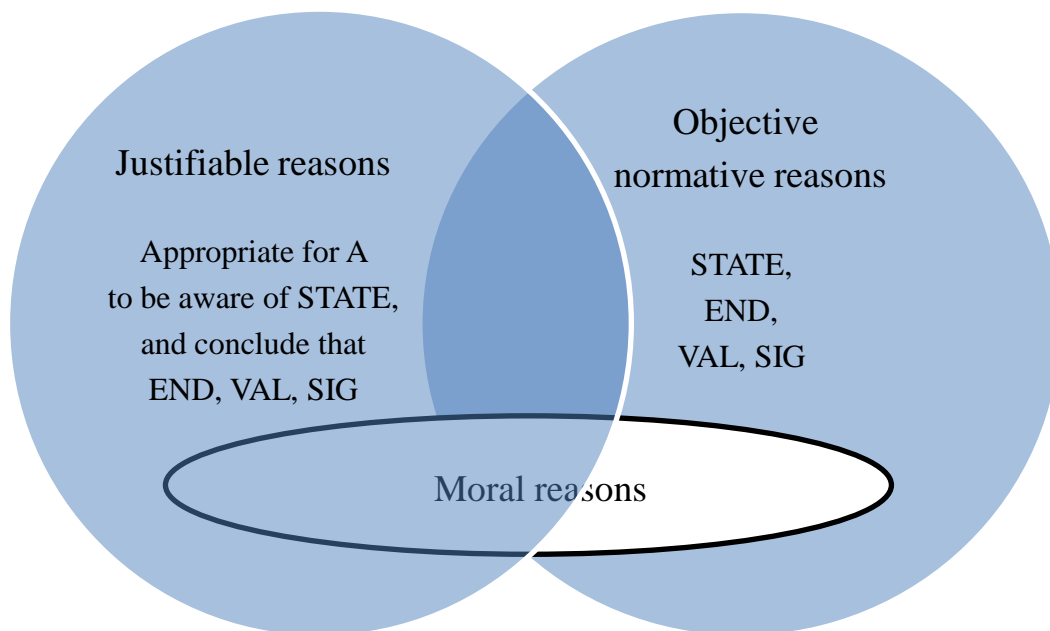 Justifiable reasons
Appropriate for A
to be aware of STATE,
and conclude that
END, VAL, SIG
Objective
normative reasons
STATE,
END,
VAL, SIG
Moral reasons